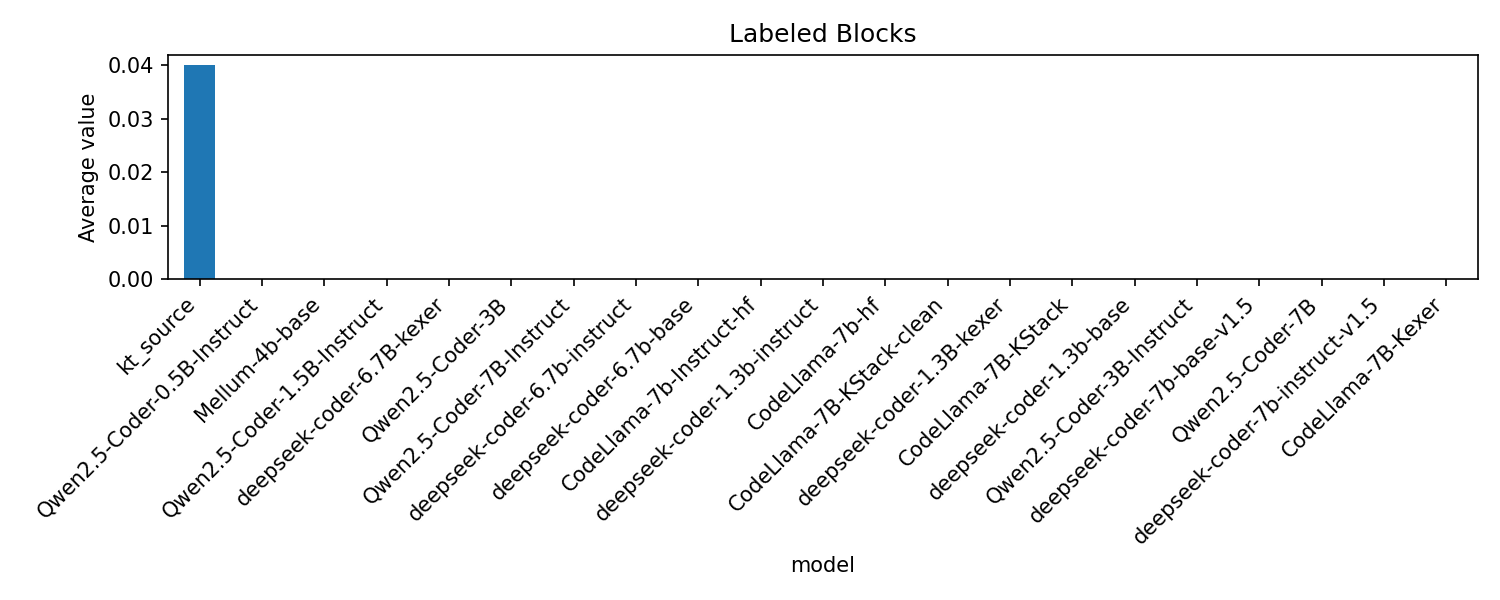 Labeled Blocks
Average value
0.04
0.03
0.02
0.01
0.00
kt_source
Qwen2.5-Coder-0.5B-Instruct
Mellum-4b-base
Qwen2.5-Coder-1.5B-Instruct
deepseek-coder-6.7B-kexer
Qwen2.5-Coder-3B
Qwen2.5-Coder-7B-Instruct
deepseek-coder-6.7b-instruct
deepseek-coder-6.7b-base
CodeLlama-7b-Instruct-hf
deepseek-coder-1.3b-instruct
CodeLlama-7b-hf
CodeLlama-7B-KStack-clean
deepseek-coder-1.3B-kexer
CodeLlama-7B-KStack
deepseek-coder-1.3b-base
Qwen2.5-Coder-3B-Instruct
deepseek-coder-7b-base-v1.5
Qwen2.5-Coder-7B
deepseek-coder-7b-instruct-v1.5
CodeLlama-7B-Kexer
model